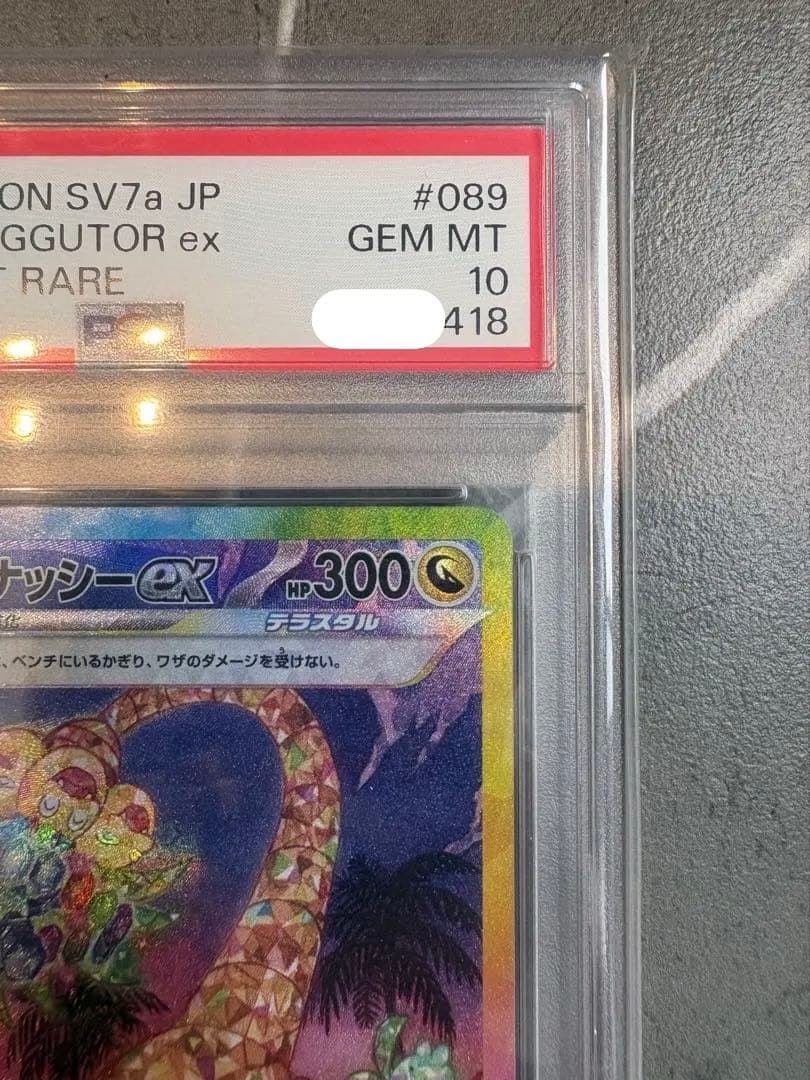 ON SV7a JP #089
GGUTOR ex GEM MT
T RARE 10
418
PSA
ナッシーex HP300
テラスタル
、ベンチにいるかぎり、ワザのダメージを受けない。